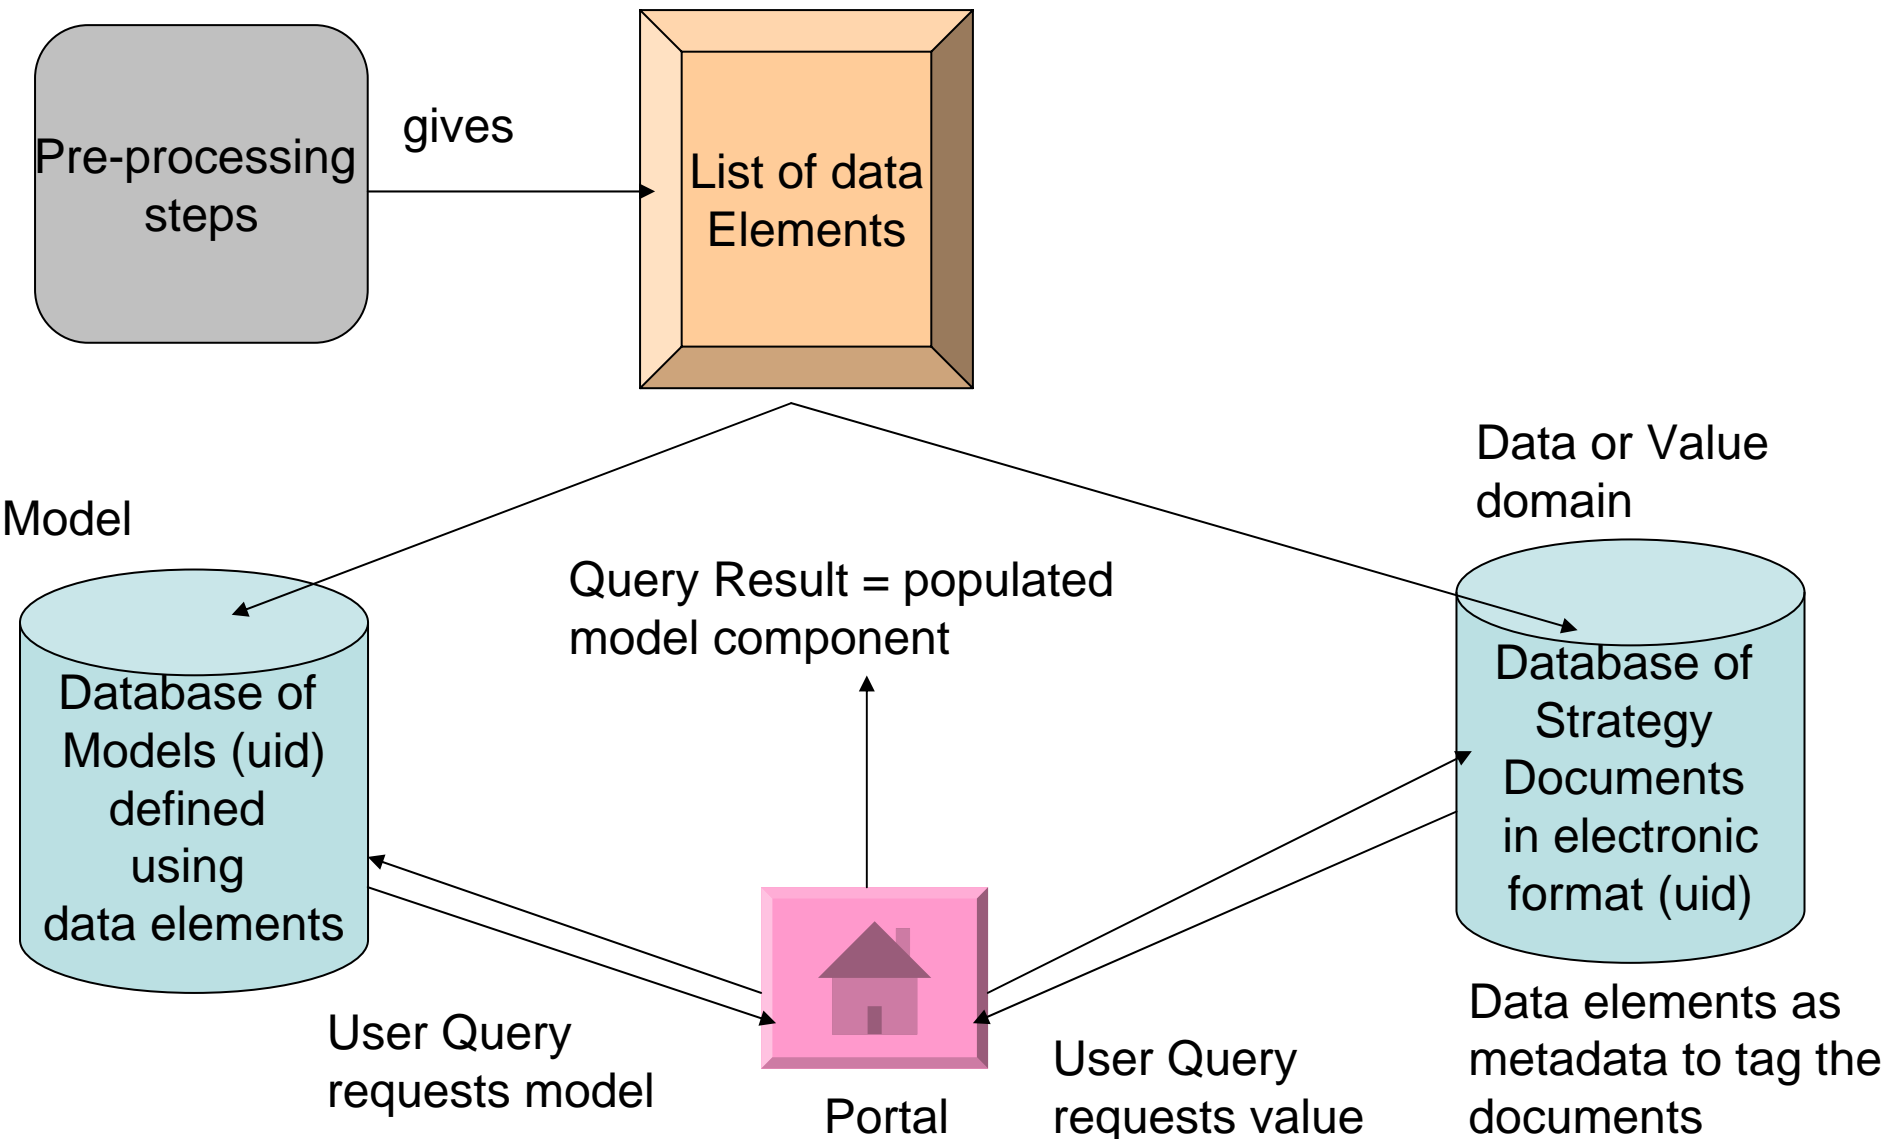 Pre-processing
steps
gives
List of data
Elements
Data or Value
domain
Model
Query Result = populated
model component
Database of
Models (uid)
defined
using
data elements
Database of
Strategy
Documents
in electronic
format (uid)
User Query
requests model
Portal
User Query
requests value
Data elements as
metadata to tag the
documents